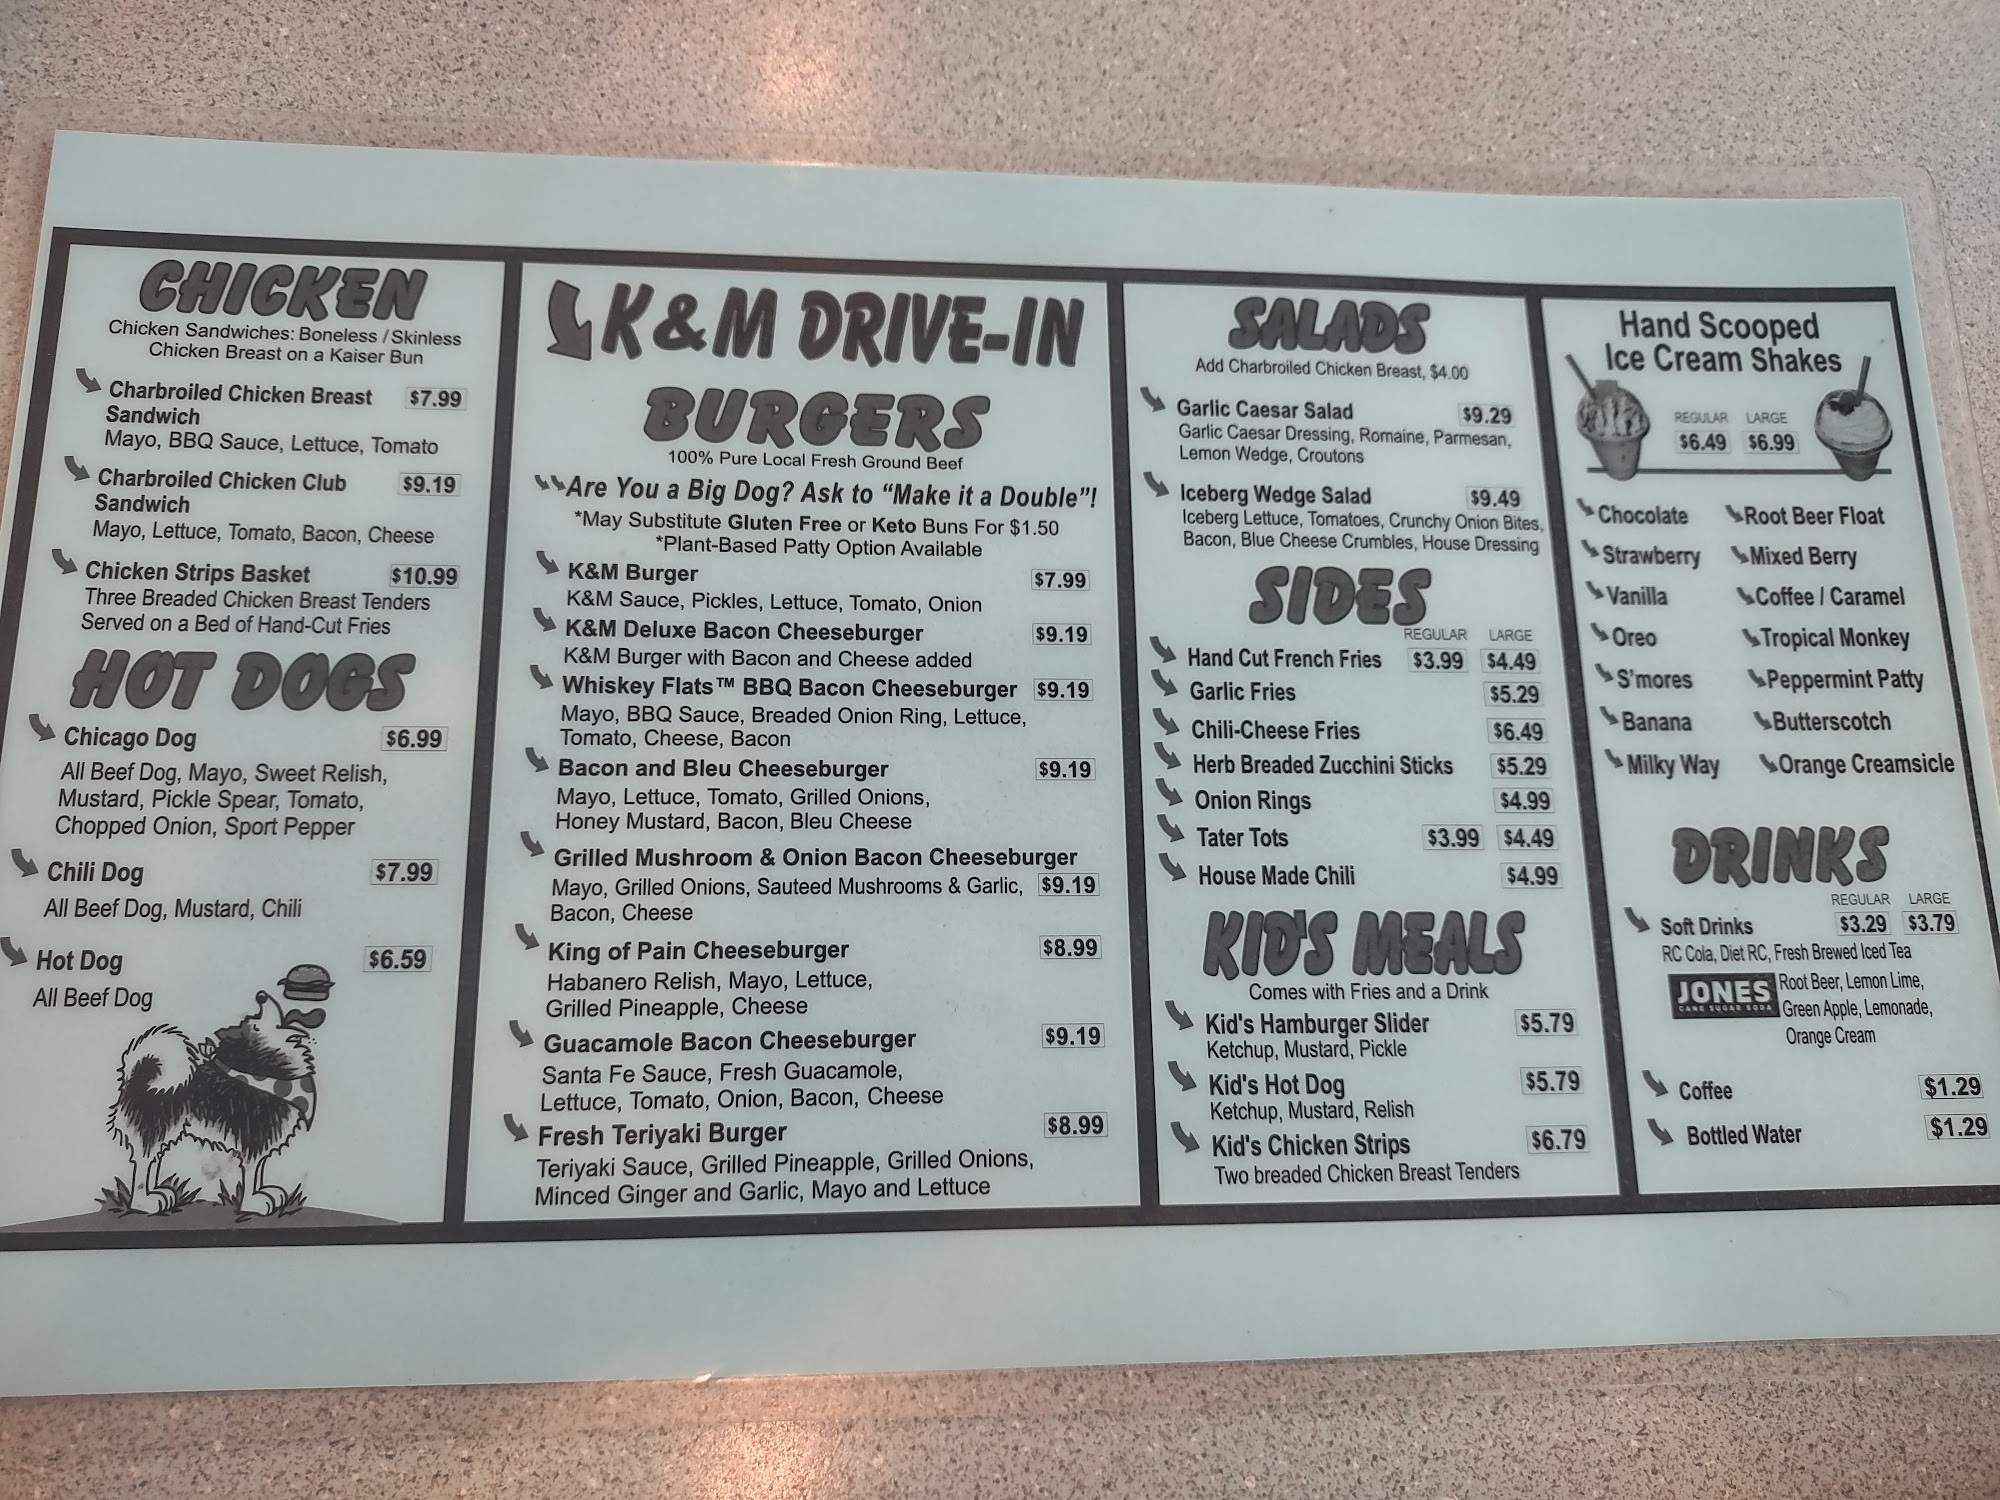 CHICKEN
Chicken Sandwiches: Boneless / Skinless
Chicken Breast on a Kaiser Bun
Charbroiled Chicken Breast $7.99
Sandwich
Mayo, BBQ Sauce, Lettuce, Tomato
Charbroiled Chicken Club $9.19
Sandwich
Mayo, Lettuce, Tomato, Bacon, Cheese
Chicken Strips Basket $10.99
Three Breaded Chicken Breast Tenders
Served on a Bed of Hand-Cut Fries
HOT DOGS
Chicago Dog $6.99
All Beef Dog, Mayo, Sweet Relish,
Mustard, Pickle Spear, Tomato,
Chopped Onion, Sport Pepper
Chili Dog $7.99
All Beef Dog, Mustard, Chili
Hot Dog $6.59
All Beef Dog
K&M DRIVE-IN
BURGERS
100% Pure Local Fresh Ground Beef
Are You a Big Dog? Ask to “Make it a Double”!
*May Substitute Gluten Free or Keto Buns For $1.50
*Plant-Based Patty Option Available
K&M Burger $7.99
K&M Sauce, Pickles, Lettuce, Tomato, Onion
K&M Deluxe Bacon Cheeseburger $9.19
K&M Burger with Bacon and Cheese added
Whiskey Flats™ BBQ Bacon Cheeseburger $9.19
Mayo, BBQ Sauce, Breaded Onion Ring, Lettuce,
Tomato, Cheese, Bacon
Bacon and Bleu Cheeseburger $9.19
Mayo, Lettuce, Tomato, Grilled Onions,
Honey Mustard, Bacon, Bleu Cheese
Grilled Mushroom & Onion Bacon Cheeseburger
Mayo, Grilled Onions, Sauteed Mushrooms & Garlic, $9.19
Bacon, Cheese
King of Pain Cheeseburger $8.99
Habanero Relish, Mayo, Lettuce,
Grilled Pineapple, Cheese
Guacamole Bacon Cheeseburger $9.19
Santa Fe Sauce, Fresh Guacamole,
Lettuce, Tomato, Onion, Bacon, Cheese
Fresh Teriyaki Burger $8.99
Teriyaki Sauce, Grilled Pineapple, Grilled Onions,
Minced Ginger and Garlic, Mayo and Lettuce
SALADS
Add Charbroiled Chicken Breast, $4.00
Garlic Caesar Salad $9.29
Garlic Caesar Dressing, Romaine, Parmesan,
Lemon Wedge, Croutons
Iceberg Wedge Salad $9.49
Iceberg Lettuce, Tomatoes, Crunchy Onion Bites,
Bacon, Blue Cheese Crumbles, House Dressing
SIDES
REGULAR LARGE
Hand Cut French Fries $3.99 $4.49
Garlic Fries $5.29
Chili-Cheese Fries $6.49
Herb Breaded Zucchini Sticks $5.29
Onion Rings $4.99
Tater Tots $3.99 $4.49
House Made Chili $4.99
KID'S MEALS
Comes with Fries and a Drink
Kid's Hamburger Slider $5.79
Ketchup, Mustard, Pickle
Kid's Hot Dog $5.79
Ketchup, Mustard, Relish
Kid's Chicken Strips $6.79
Two breaded Chicken Breast Tenders
Hand Scooped
Ice Cream Shakes
REGULAR LARGE
$6.49 $6.99
Chocolate Root Beer Float
Strawberry Mixed Berry
Vanilla Coffee / Caramel
Oreo Tropical Monkey
S'mores Peppermint Patty
Banana Butterscotch
Milky Way Orange Creamsicle
DRINKS
REGULAR LARGE
Soft Drinks $3.29 $3.79
RC Cola, Diet RC, Fresh Brewed Iced Tea
JONES Root Beer, Lemon Lime,
CANE SUGAR SODA Green Apple, Lemonade,
Orange Cream
Coffee $1.29
Bottled Water $1.29